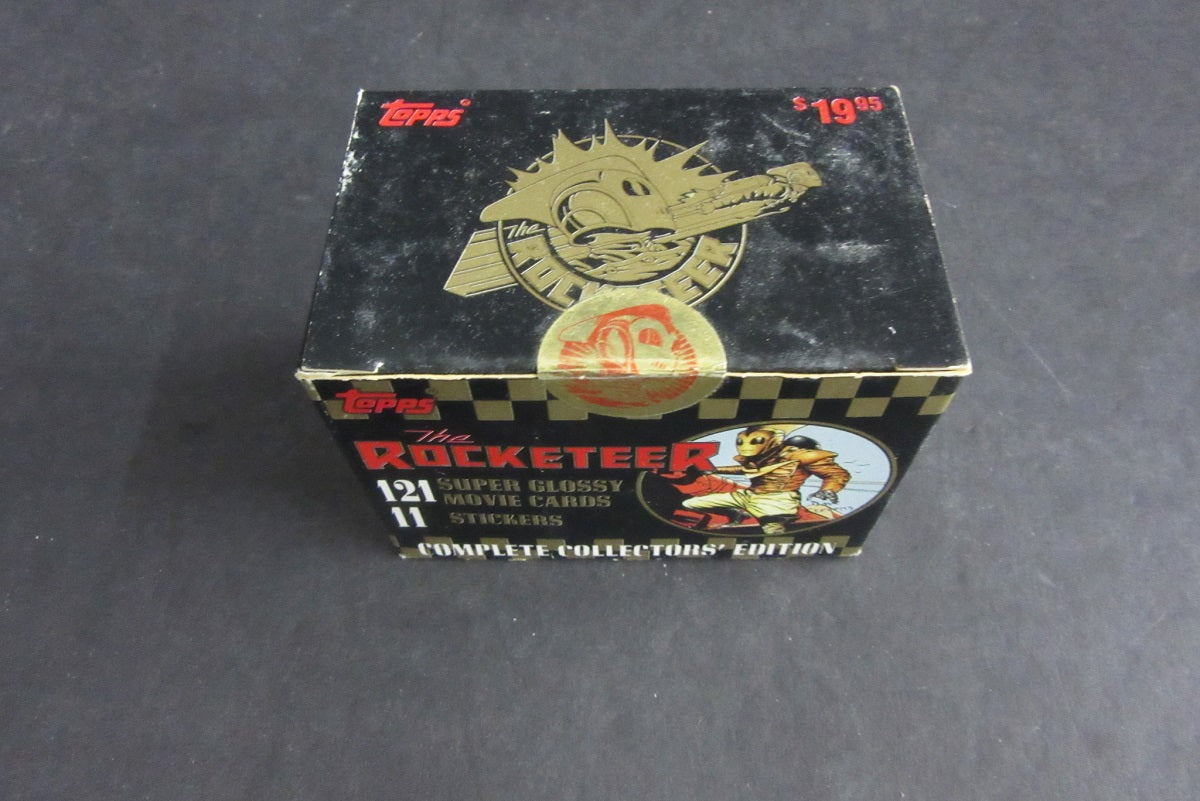 TOPPS
$19.95
The
ROCKETEER
TOPPS
The
ROCKETEER
121 SUPER GLOSSY
MOVIE CARDS
11 STICKERS
COMPLETE COLLECTORS' EDITION